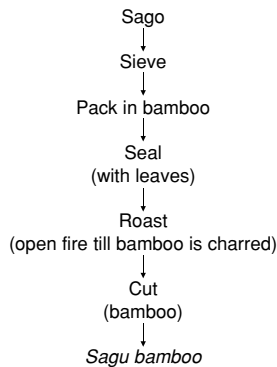 Sago
Sieve
Pack in bamboo
Seal
(with leaves)
Roast
(open fire till bamboo is charred)
Cut
(bamboo)
Sagu bamboo